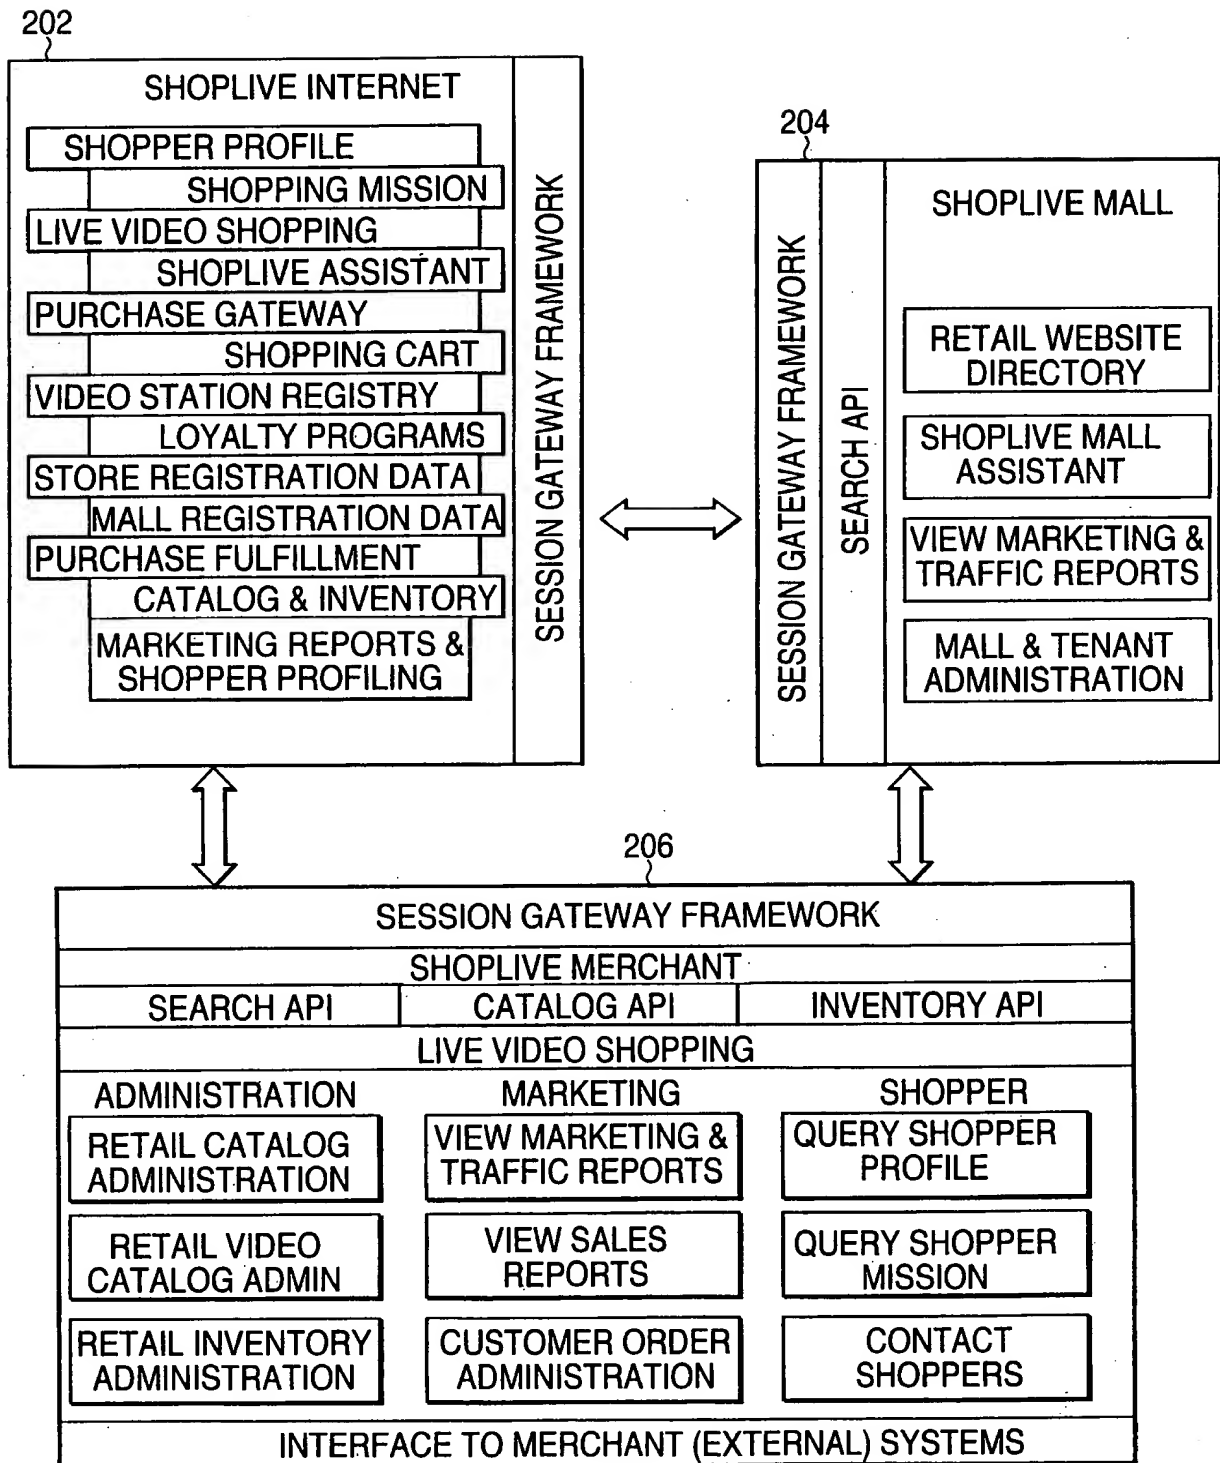 202
SHOPLIVE INTERNET
SHOPPER PROFILE
SHOPPING MISSION
LIVE VIDEO SHOPPING
SHOPLIVE ASSISTANT
PURCHASE GATEWAY
SHOPPING CART
VIDEO STATION REGISTRY
LOYALTY PROGRAMS
STORE REGISTRATION DATA
MALL REGISTRATION DATA
PURCHASE FULFILLMENT
CATALOG & INVENTORY
MARKETING REPORTS &
SHOPPER PROFILING
SESSION GATEWAY FRAMEWORK
204
SESSION GATEWAY FRAMEWORK
SEARCH API
SHOPLIVE MALL
RETAIL WEBSITE
DIRECTORY
SHOPLIVE MALL
ASSISTANT
VIEW MARKETING &
TRAFFIC REPORTS
MALL & TENANT
ADMINISTRATION
206
SESSION GATEWAY FRAMEWORK
SHOPLIVE MERCHANT
SEARCH API
CATALOG API
INVENTORY API
LIVE VIDEO SHOPPING
ADMINISTRATION
RETAIL CATALOG
ADMINISTRATION
RETAIL VIDEO
CATALOG ADMIN
RETAIL INVENTORY
ADMINISTRATION
MARKETING
VIEW MARKETING &
TRAFFIC REPORTS
VIEW SALES
REPORTS
CUSTOMER ORDER
ADMINISTRATION
SHOPPER
QUERY SHOPPER
PROFILE
QUERY SHOPPER
MISSION
CONTACT
SHOPPERS
INTERFACE TO MERCHANT (EXTERNAL) SYSTEMS